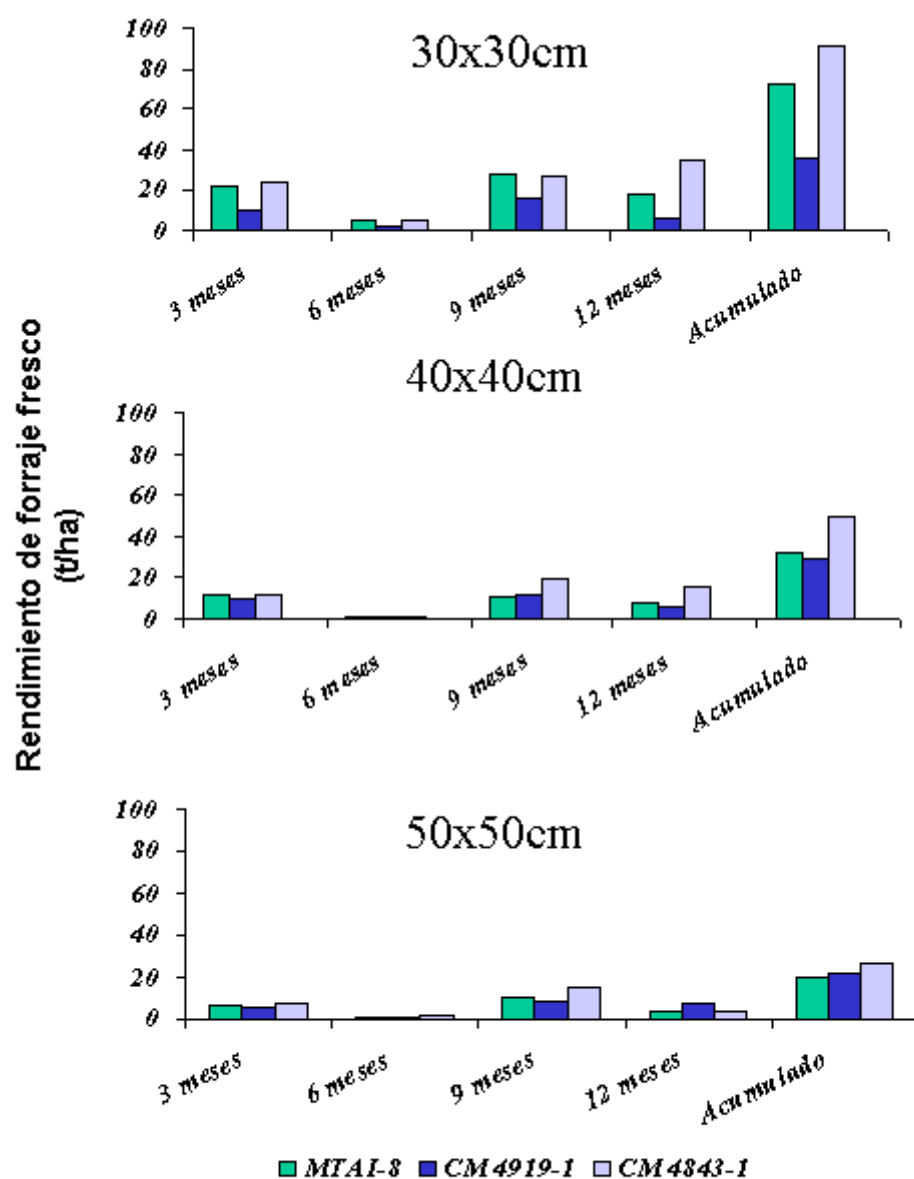 30x30cm
100
80
60
40
20
0
3 meses
6 meses
9 meses
12 meses
Acumulado
Rendimiento de forraje fresco
(t/ha)
40x40cm
100
80
60
40
20
0
3 meses
6 meses
9 meses
12 meses
Acumulado
50x50cm
100
80
60
40
20
0
3 meses
6 meses
9 meses
12 meses
Acumulado
MTAI-8 CM4919-1 CM4843-1